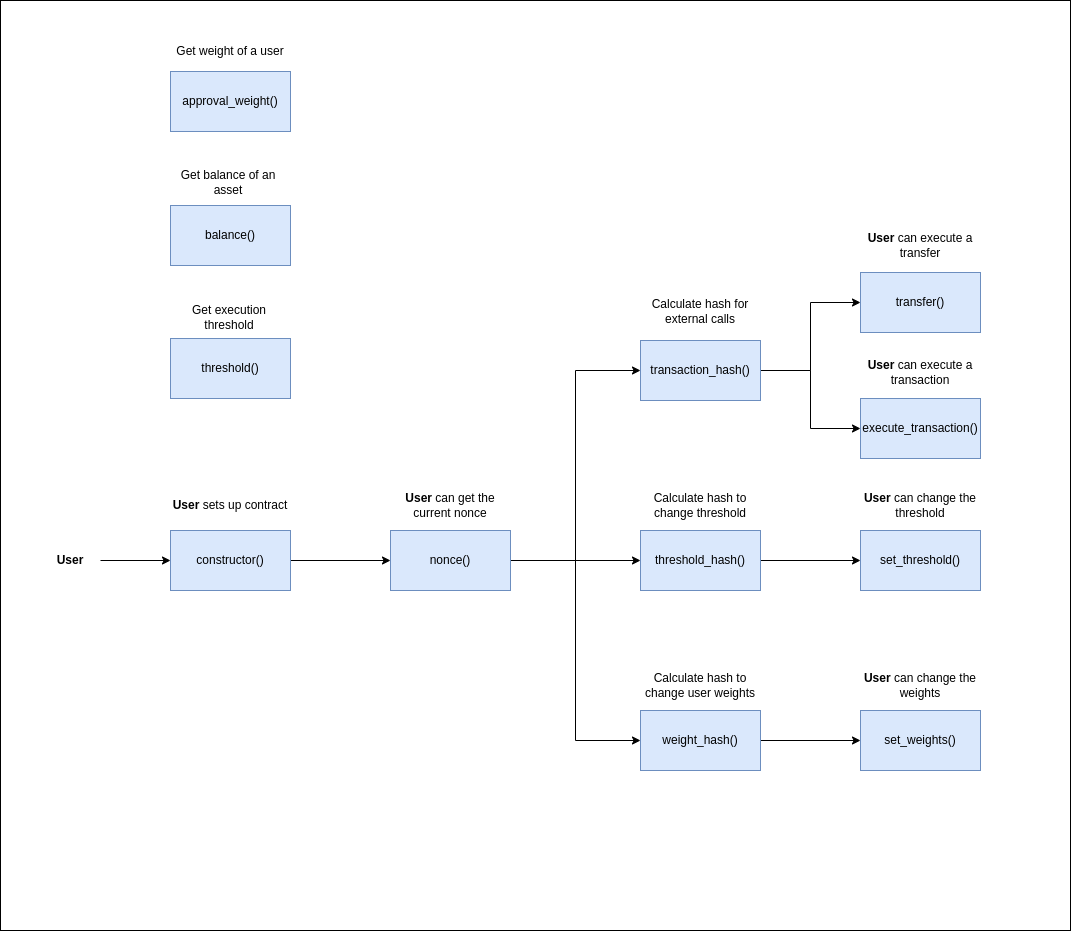 Get weight of a user
approval_weight()
Get balance of an
asset
balance()
Get execution
threshold
threshold()
User sets up contract
User
constructor()
User can get the
current nonce
nonce()
Calculate hash for
external calls
transaction_hash()
User can execute a
transfer
transfer()
User can execute a
transaction
execute_transaction()
Calculate hash to
change threshold
threshold_hash()
User can change the
threshold
set_threshold()
Calculate hash to
change user weights
weight_hash()
User can change the
weights
set_weights()